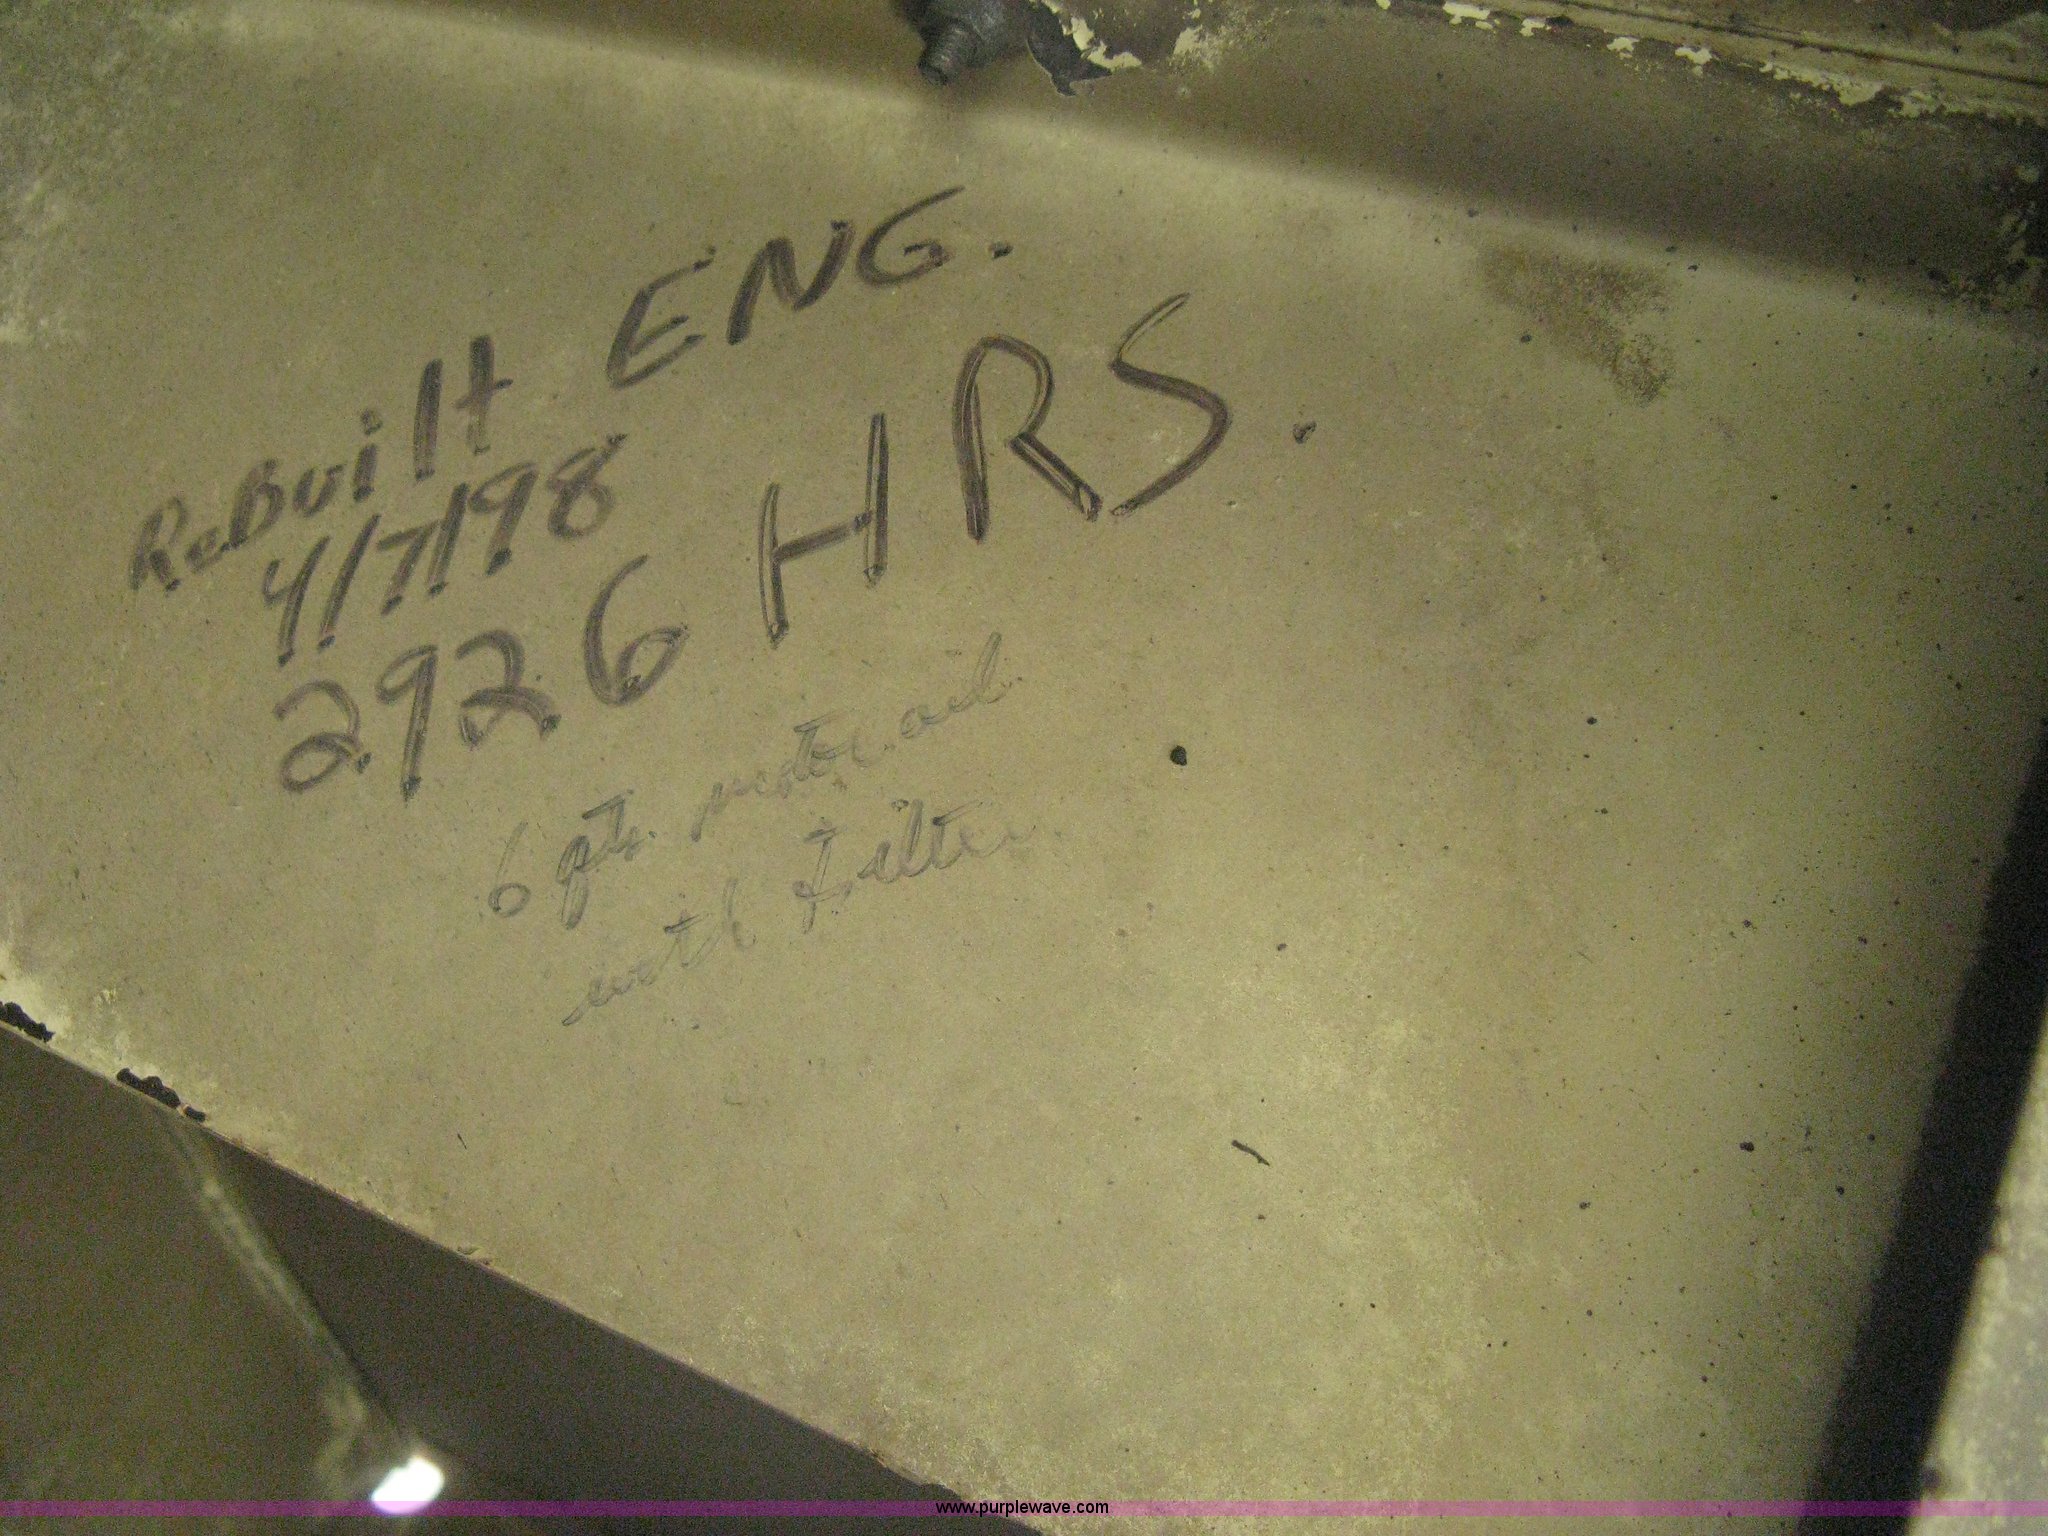 ReBuilt ENG.
4/7/98
2926 HRS.
6 qts. motor oil
with filter
www.purplewave.com